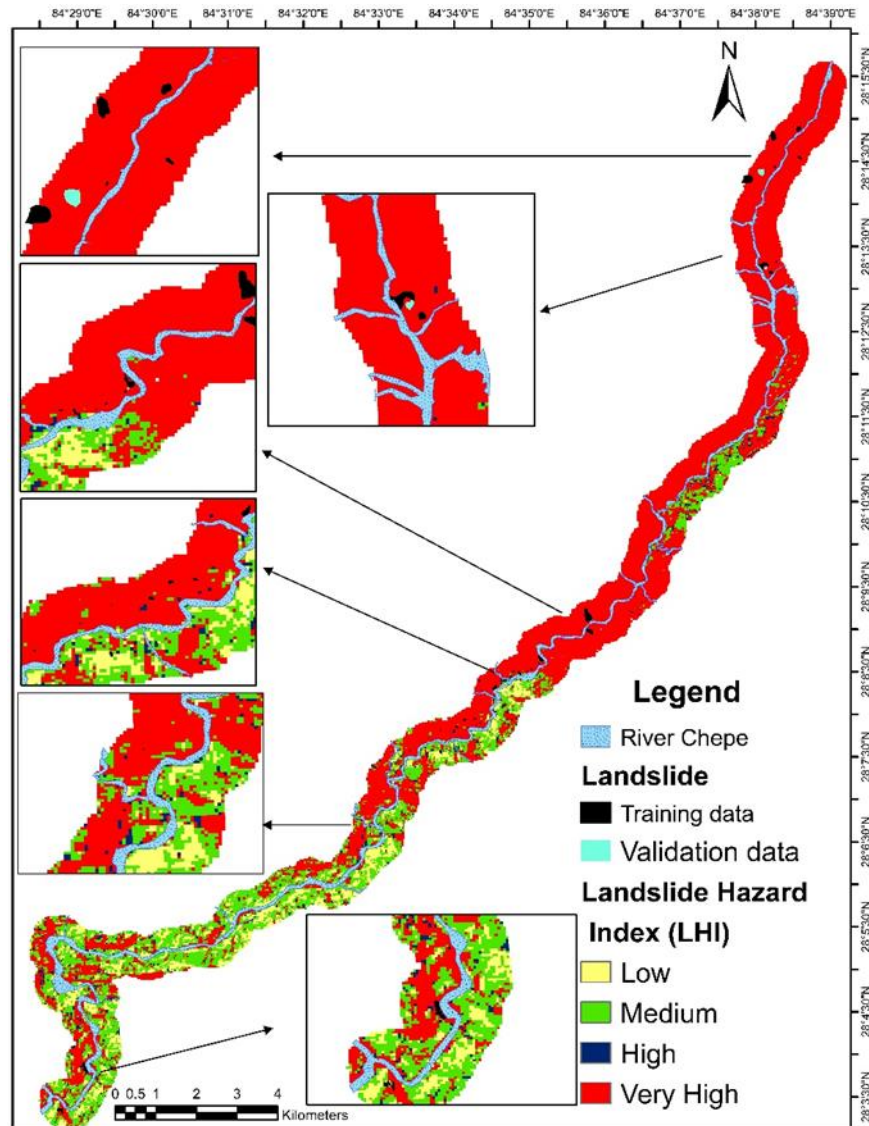 84°29'0"E 84°30'0"E 84°31'0"E 84°32'0"E 84°33'0"E 84°34'0"E 84°35'0"E 84°36'0"E 84°37'0"E 84°38'0"E 84°39'0"E
N
28°15'30"N
28°14'30"N
28°13'30"N
28°12'30"N
28°11'30"N
28°10'30"N
28°9'30"N
28°8'30"N
28°7'30"N
28°6'30"N
28°5'30"N
28°4'30"N
28°3'30"N
Legend
River Chepe
Landslide
Training data
Validation data
Landslide Hazard
Index (LHI)
Low
Medium
High
Very High
0 0.5 1 2 3 4
Kilometers